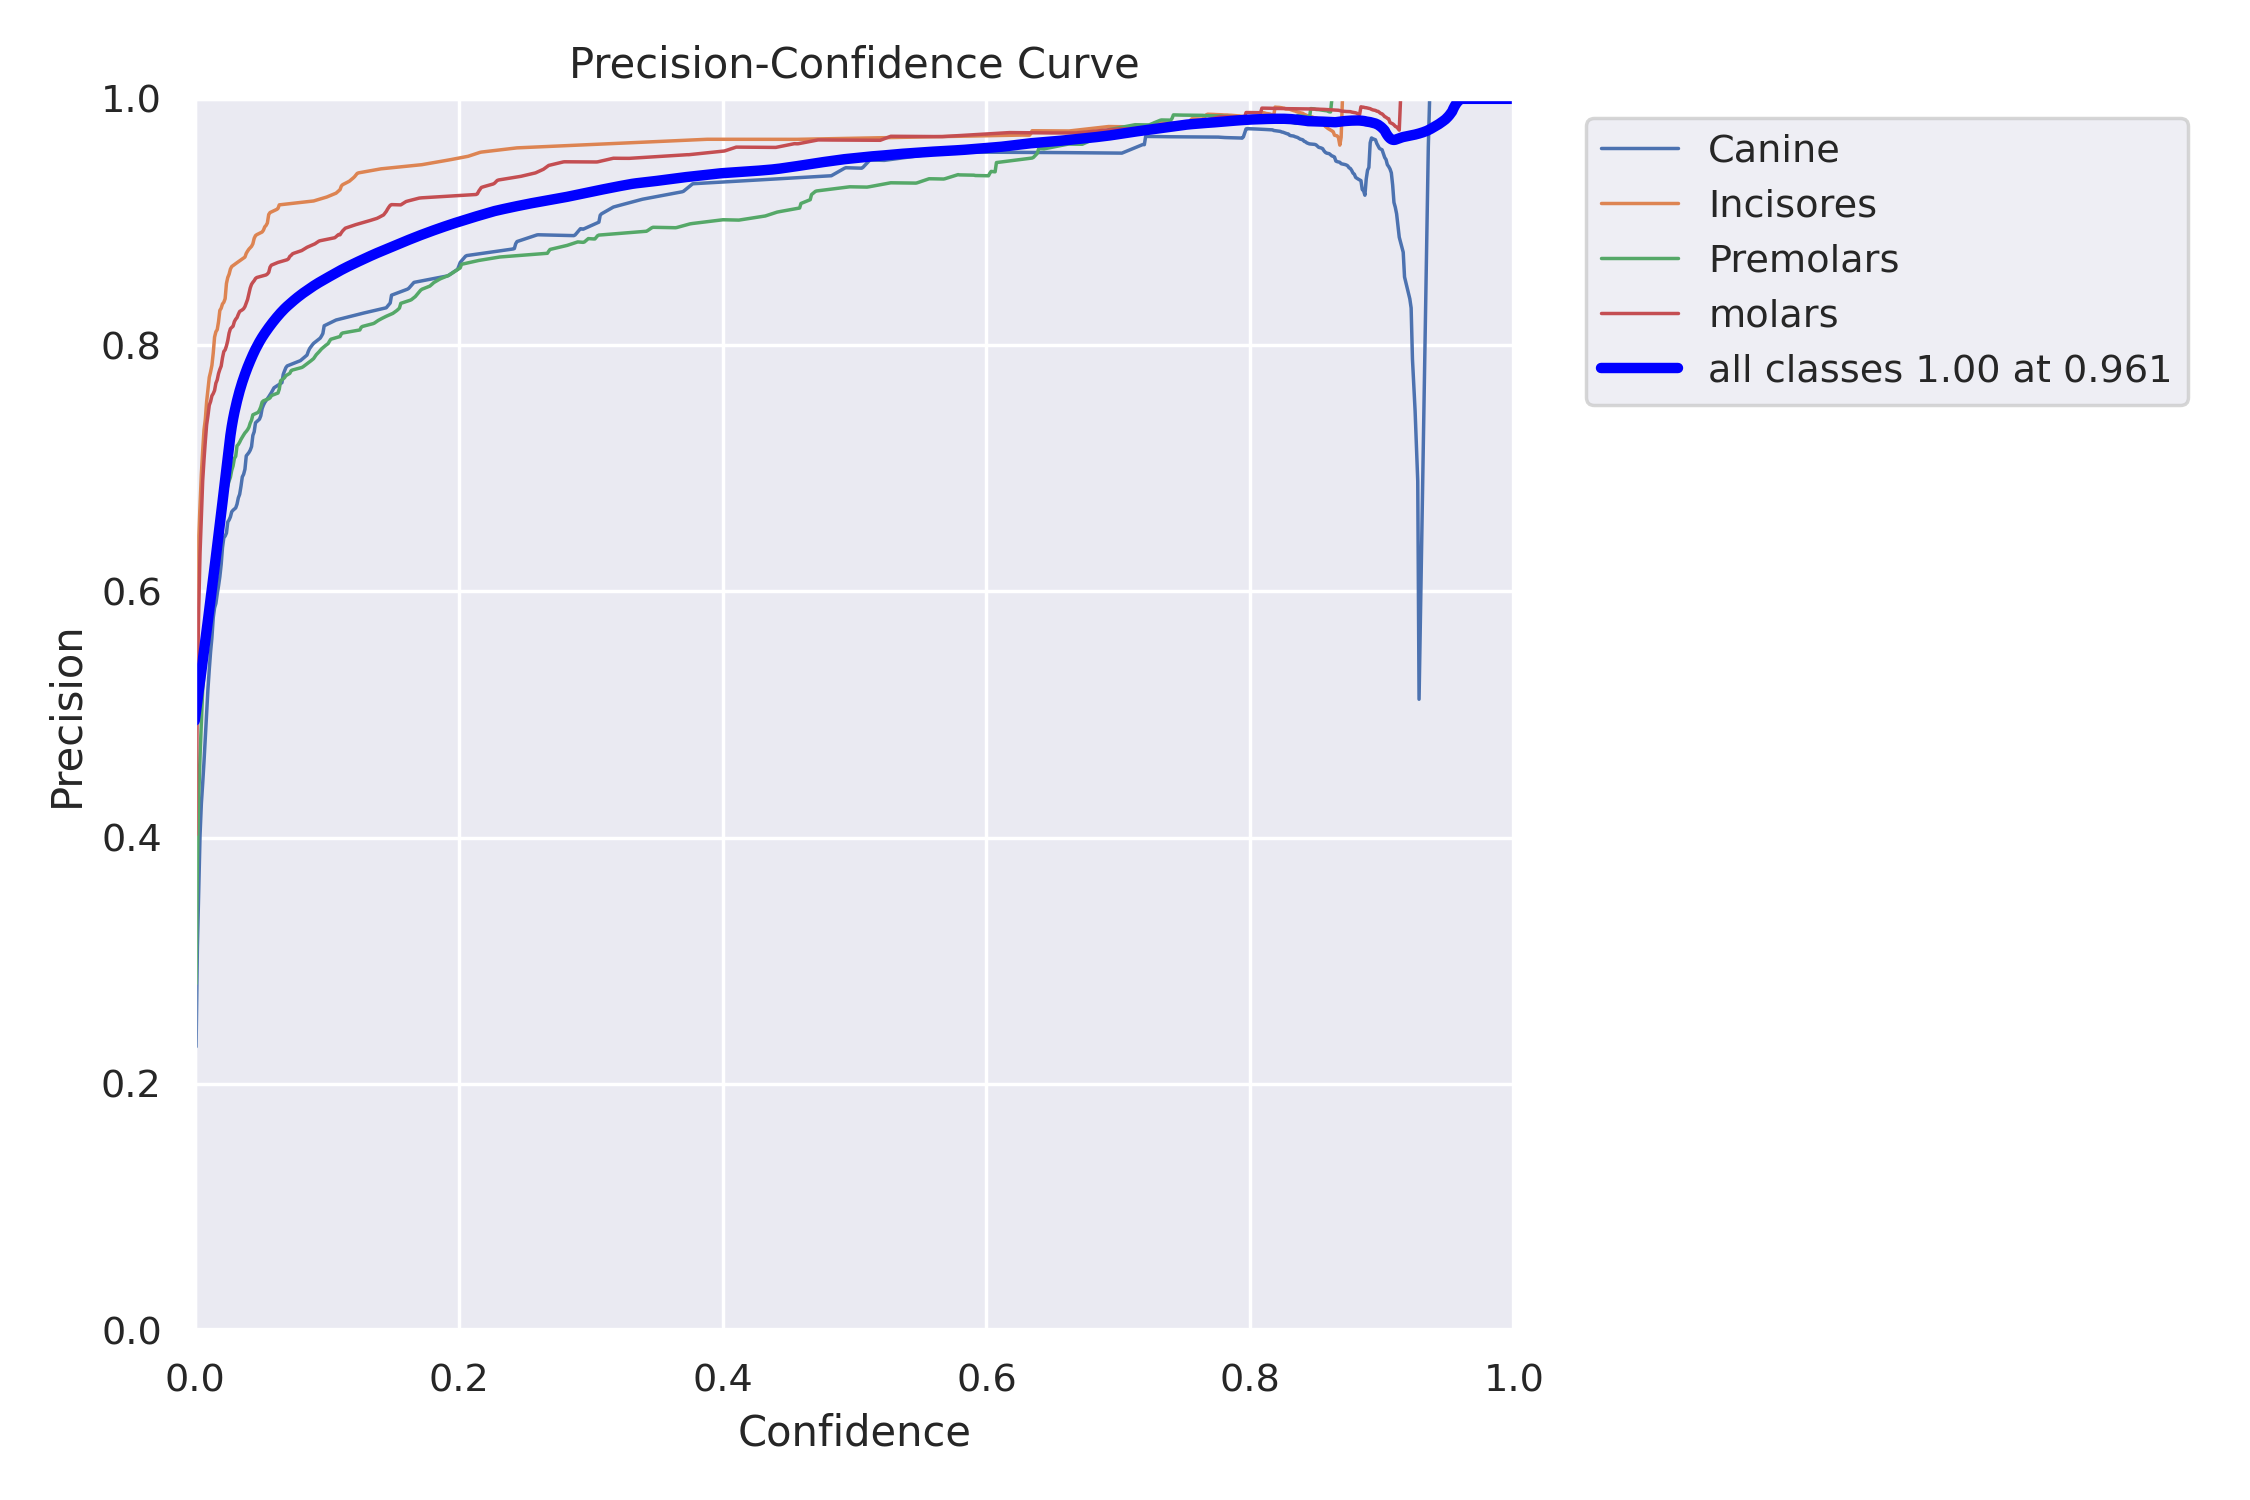 Precision-Confidence Curve
1.0
0.8
0.6
0.4
0.2
0.0
Precision
0.0 0.2 0.4 0.6 0.8 1.0
Confidence
Canine
Incisores
Premolars
molars
all classes 1.00 at 0.961